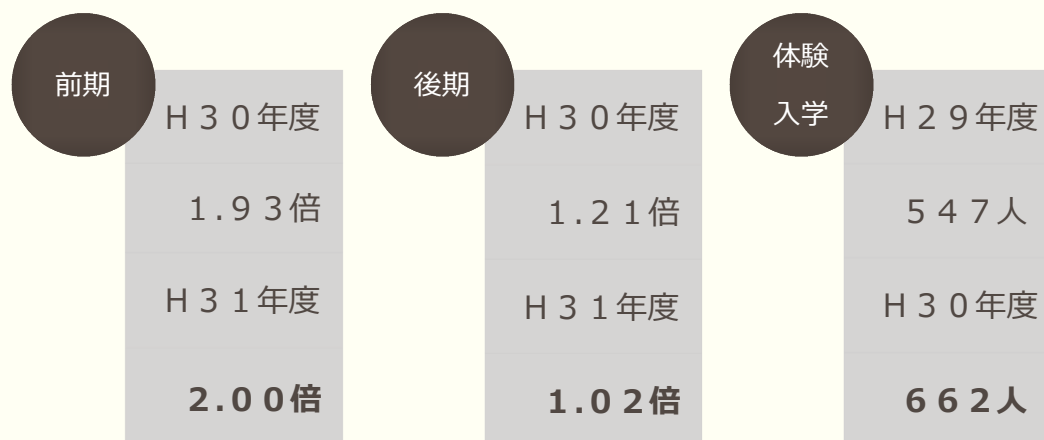 前期
Ｈ３０年度
１.９３倍
Ｈ３１年度
２.００倍
後期
Ｈ３０年度
１.２１倍
Ｈ３１年度
１.０２倍
体験
入学
Ｈ２９年度
５４７人
Ｈ３０年度
６６２人